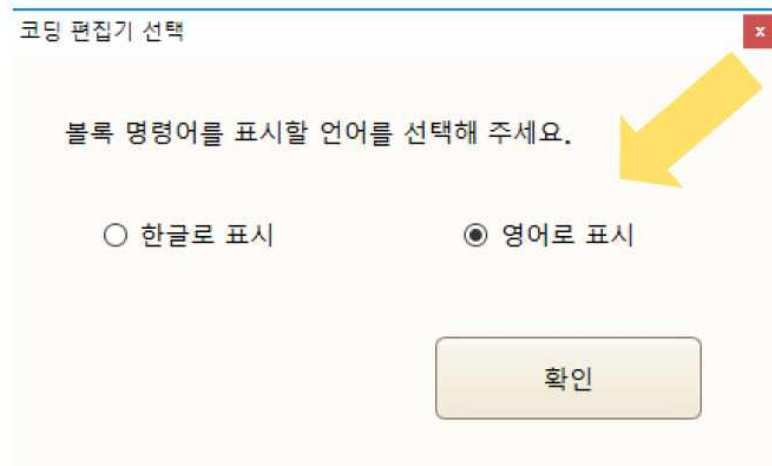 코딩 편집기 선택
x
볼록 명령어를 표시할 언어를 선택해 주세요.
한글로 표시
영어로 표시
확인